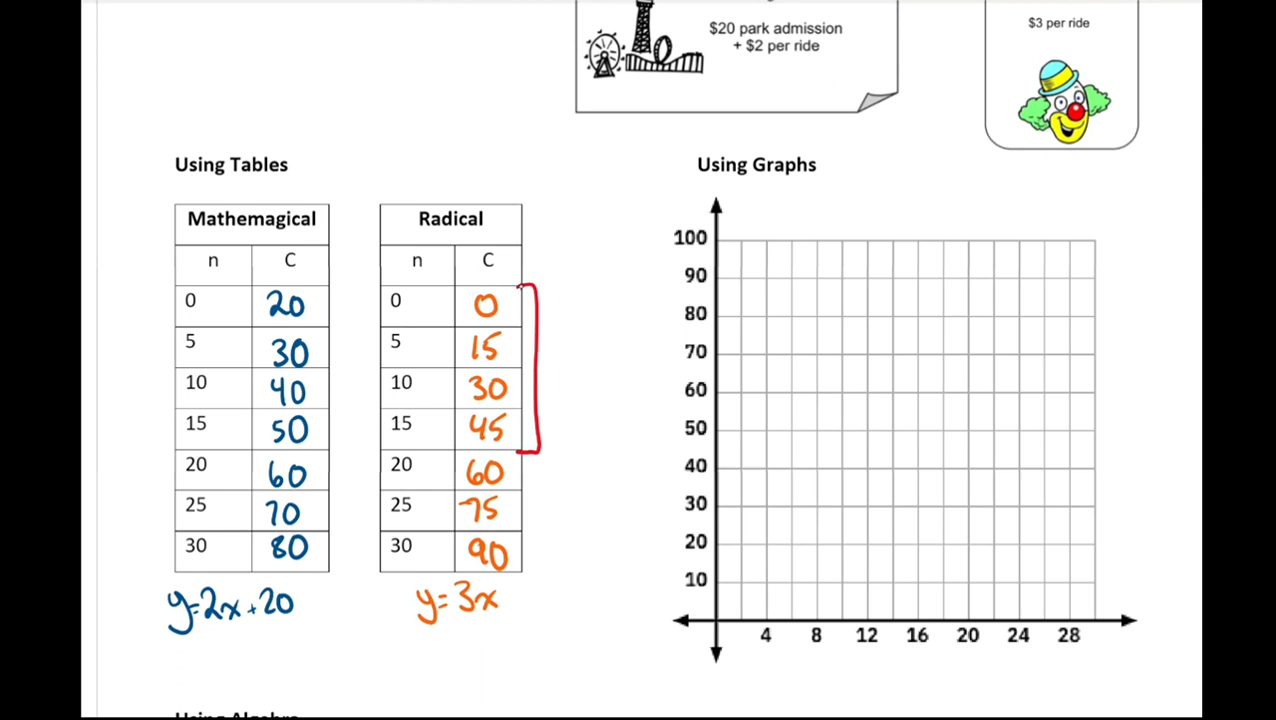 $20 park admission
+ $2 per ride
$3 per ride
Using Tables
Using Graphs
Mathemagical
n C
0 20
5 30
10 40
15 50
20 60
25 70
30 80
y=2x+20
Radical
n C
0 0
5 15
10 30
15 45
20 60
25 75
30 90
y=3x
100
90
80
70
60
50
40
30
20
10
4 8 12 16 20 24 28